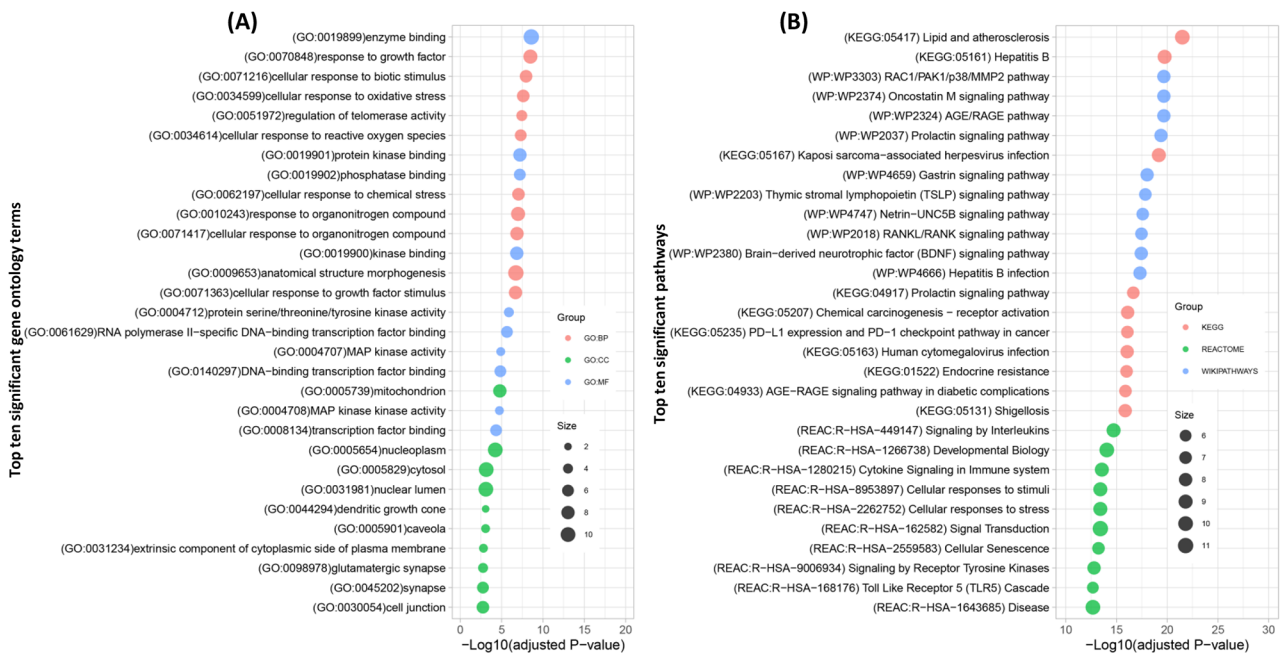 (A)
Top ten significant gene ontology terms
(GO:0019899)enzyme binding
(GO:0070848)response to growth factor
(GO:0071216)cellular response to biotic stimulus
(GO:0034599)cellular response to oxidative stress
(GO:0051972)regulation of telomerase activity
(GO:0034614)cellular response to reactive oxygen species
(GO:0019901)protein kinase binding
(GO:0019902)phosphatase binding
(GO:0062197)cellular response to chemical stress
(GO:0010243)response to organonitrogen compound
(GO:0071417)cellular response to organonitrogen compound
(GO:0019900)kinase binding
(GO:0009653)anatomical structure morphogenesis
(GO:0071363)cellular response to growth factor stimulus
(GO:0004712)protein serine/threonine/tyrosine kinase activity
(GO:0061629)RNA polymerase II−specific DNA−binding transcription factor binding
(GO:0004707)MAP kinase activity
(GO:0140297)DNA−binding transcription factor binding
(GO:0005739)mitochondrion
(GO:0004708)MAP kinase kinase activity
(GO:0008134)transcription factor binding
(GO:0005654)nucleoplasm
(GO:0005829)cytosol
(GO:0031981)nuclear lumen
(GO:0044294)dendritic growth cone
(GO:0005901)caveola
(GO:0031234)extrinsic component of cytoplasmic side of plasma membrane
(GO:0098978)glutamatergic synapse
(GO:0045202)synapse
(GO:0030054)cell junction
Group
GO:BP
GO:CC
GO:MF
Size
2
4
6
8
10
0 5 10 15 20
−Log10(adjusted P−value)
(B)
Top ten significant pathways
(KEGG:05417) Lipid and atherosclerosis
(KEGG:05161) Hepatitis B
(WP:WP3303) RAC1/PAK1/p38/MMP2 pathway
(WP:WP2374) Oncostatin M signaling pathway
(WP:WP2324) AGE/RAGE pathway
(WP:WP2037) Prolactin signaling pathway
(KEGG:05167) Kaposi sarcoma−associated herpesvirus infection
(WP:WP4659) Gastrin signaling pathway
(WP:WP2203) Thymic stromal lymphopoietin (TSLP) signaling pathway
(WP:WP4747) Netrin−UNC5B signaling pathway
(WP:WP2018) RANKL/RANK signaling pathway
(WP:WP2380) Brain−derived neurotrophic factor (BDNF) signaling pathway
(WP:WP4666) Hepatitis B infection
(KEGG:04917) Prolactin signaling pathway
(KEGG:05207) Chemical carcinogenesis − receptor activation
(KEGG:05235) PD−L1 expression and PD−1 checkpoint pathway in cancer
(KEGG:05163) Human cytomegalovirus infection
(KEGG:01522) Endocrine resistance
(KEGG:04933) AGE−RAGE signaling pathway in diabetic complications
(KEGG:05131) Shigellosis
(REAC:R−HSA−449147) Signaling by Interleukins
(REAC:R−HSA−1266738) Developmental Biology
(REAC:R−HSA−1280215) Cytokine Signaling in Immune system
(REAC:R−HSA−8953897) Cellular responses to stimuli
(REAC:R−HSA−2262752) Cellular responses to stress
(REAC:R−HSA−162582) Signal Transduction
(REAC:R−HSA−2559583) Cellular Senescence
(REAC:R−HSA−9006934) Signaling by Receptor Tyrosine Kinases
(REAC:R−HSA−168176) Toll Like Receptor 5 (TLR5) Cascade
(REAC:R−HSA−1643685) Disease
Group
KEGG
REACTOME
WIKIPATHWAYS
Size
6
7
8
9
10
11
10 15 20 25 30
−Log10(adjusted P−value)